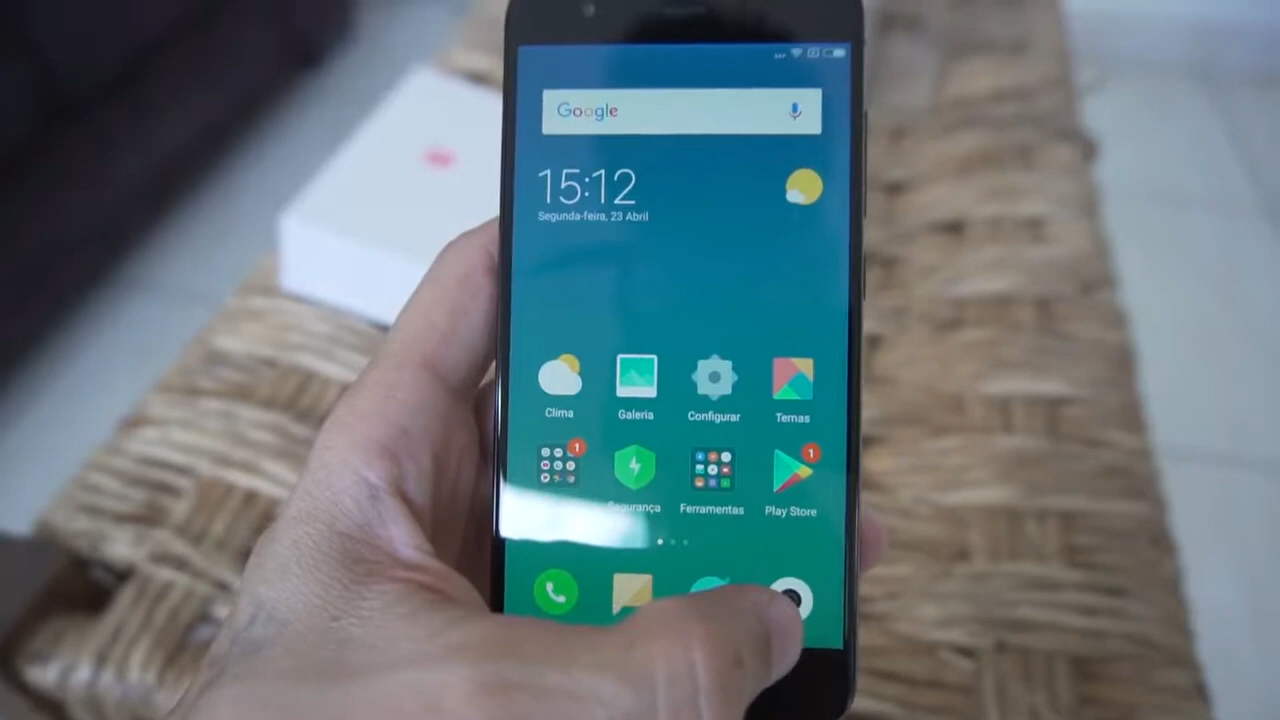 Google
15:12
Segunda-feira, 23 Abril
Clima
Galeria
Configurar
Temas
1
1
Segurança
Ferramentas
Play Store